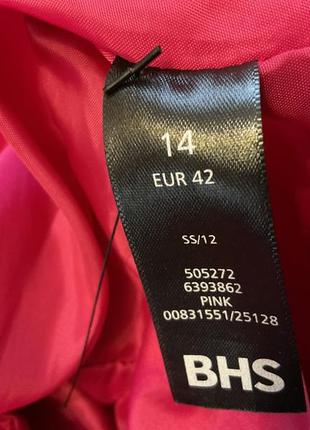 14
EUR 42
SS/12
505272
6393862
PINK
00831551/25128
BHS